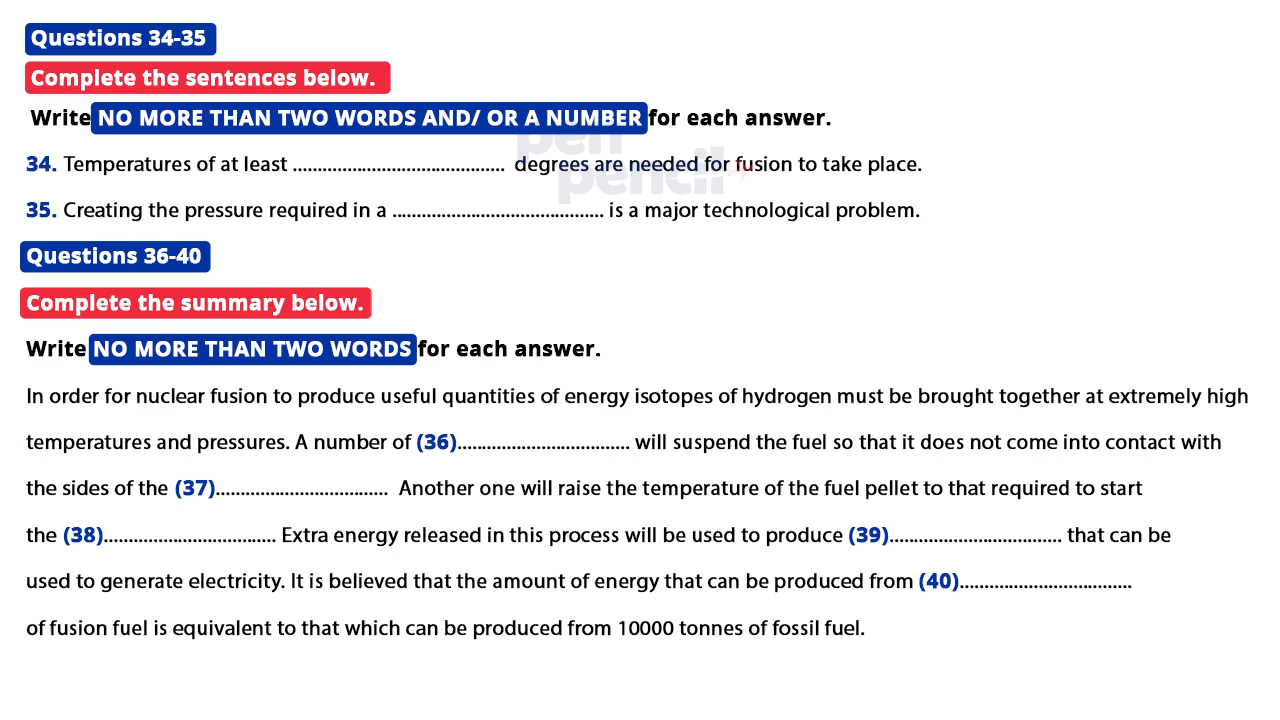 Questions 34-35
Complete the sentences below.
Write NO MORE THAN TWO WORDS AND/ OR A NUMBER for each answer.
34. Temperatures of at least ........................................... degrees are needed for fusion to take place.
35. Creating the pressure required in a ........................................... is a major technological problem.
pen
pencil
Questions 36-40
Complete the summary below.
Write NO MORE THAN TWO WORDS for each answer.
In order for nuclear fusion to produce useful quantities of energy isotopes of hydrogen must be brought together at extremely high
temperatures and pressures. A number of (36)................................... will suspend the fuel so that it does not come into contact with
the sides of the (37)................................... Another one will raise the temperature of the fuel pellet to that required to start
the (38)................................... Extra energy released in this process will be used to produce (39)................................... that can be
used to generate electricity. It is believed that the amount of energy that can be produced from (40)...................................
of fusion fuel is equivalent to that which can be produced from 10000 tonnes of fossil fuel.